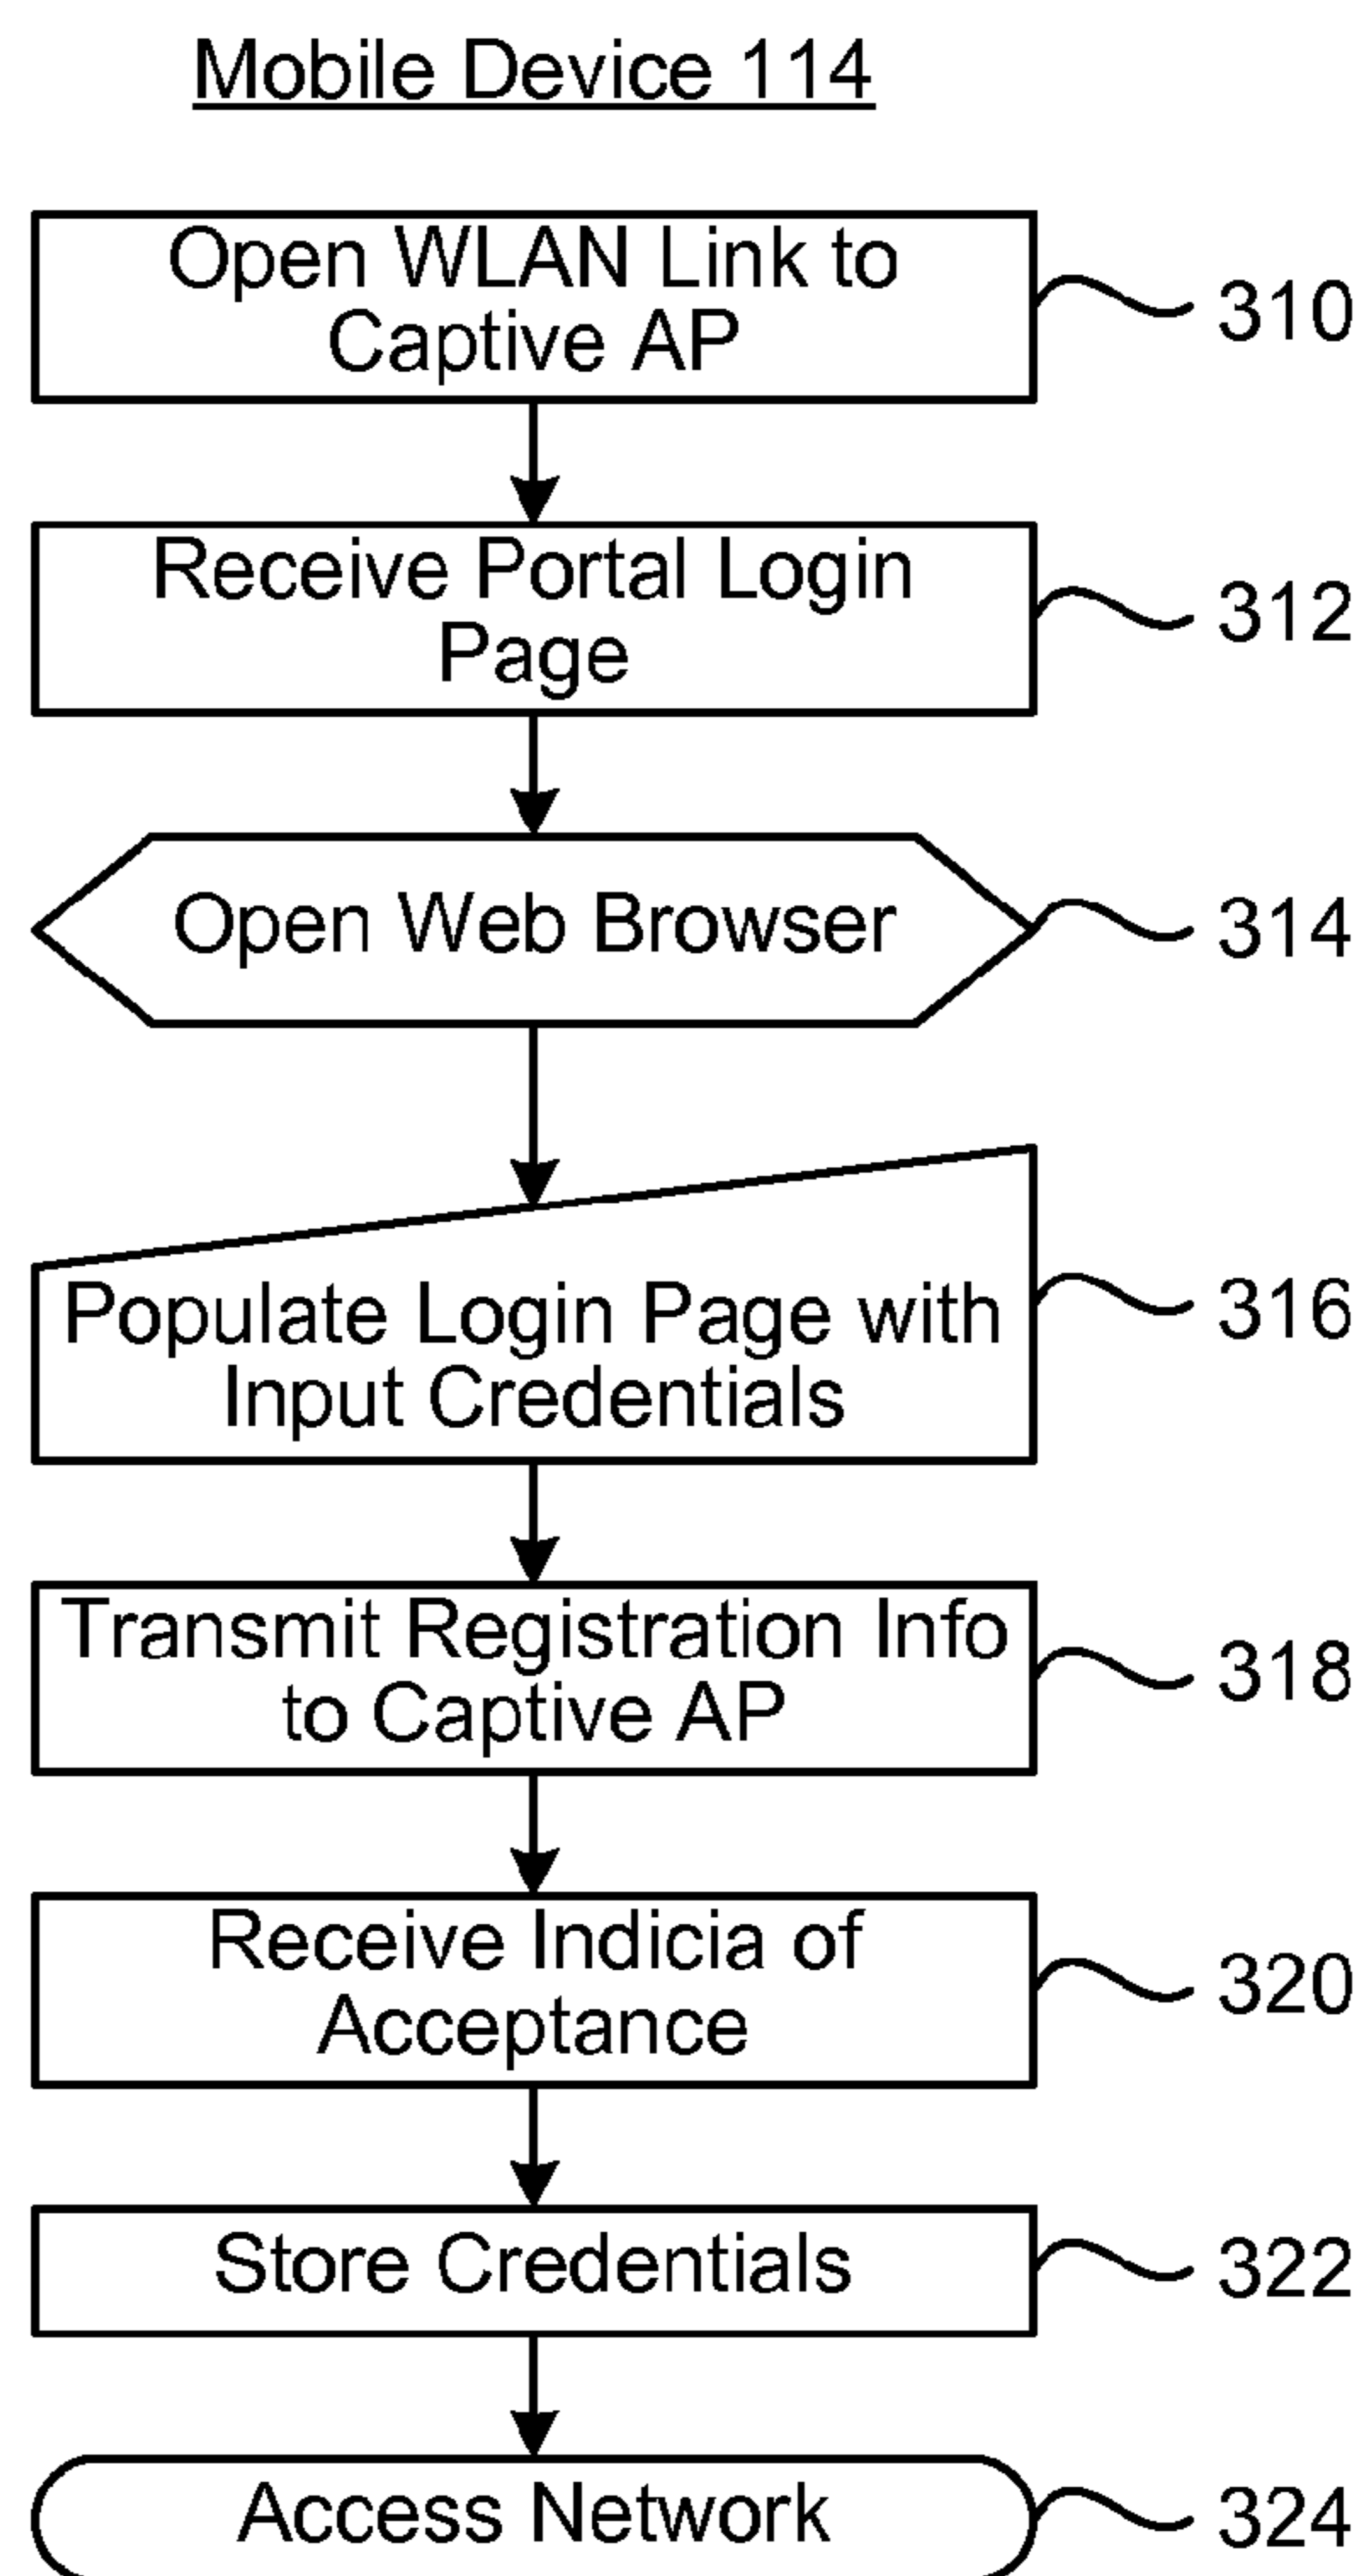 Mobile Device 114
Open WLAN Link to
Captive AP
310
Receive Portal Login
Page
312
Open Web Browser
314
Populate Login Page with
Input Credentials
316
Transmit Registration Info
to Captive AP
318
Receive Indicia of
Acceptance
320
Store Credentials
322
Access Network
324